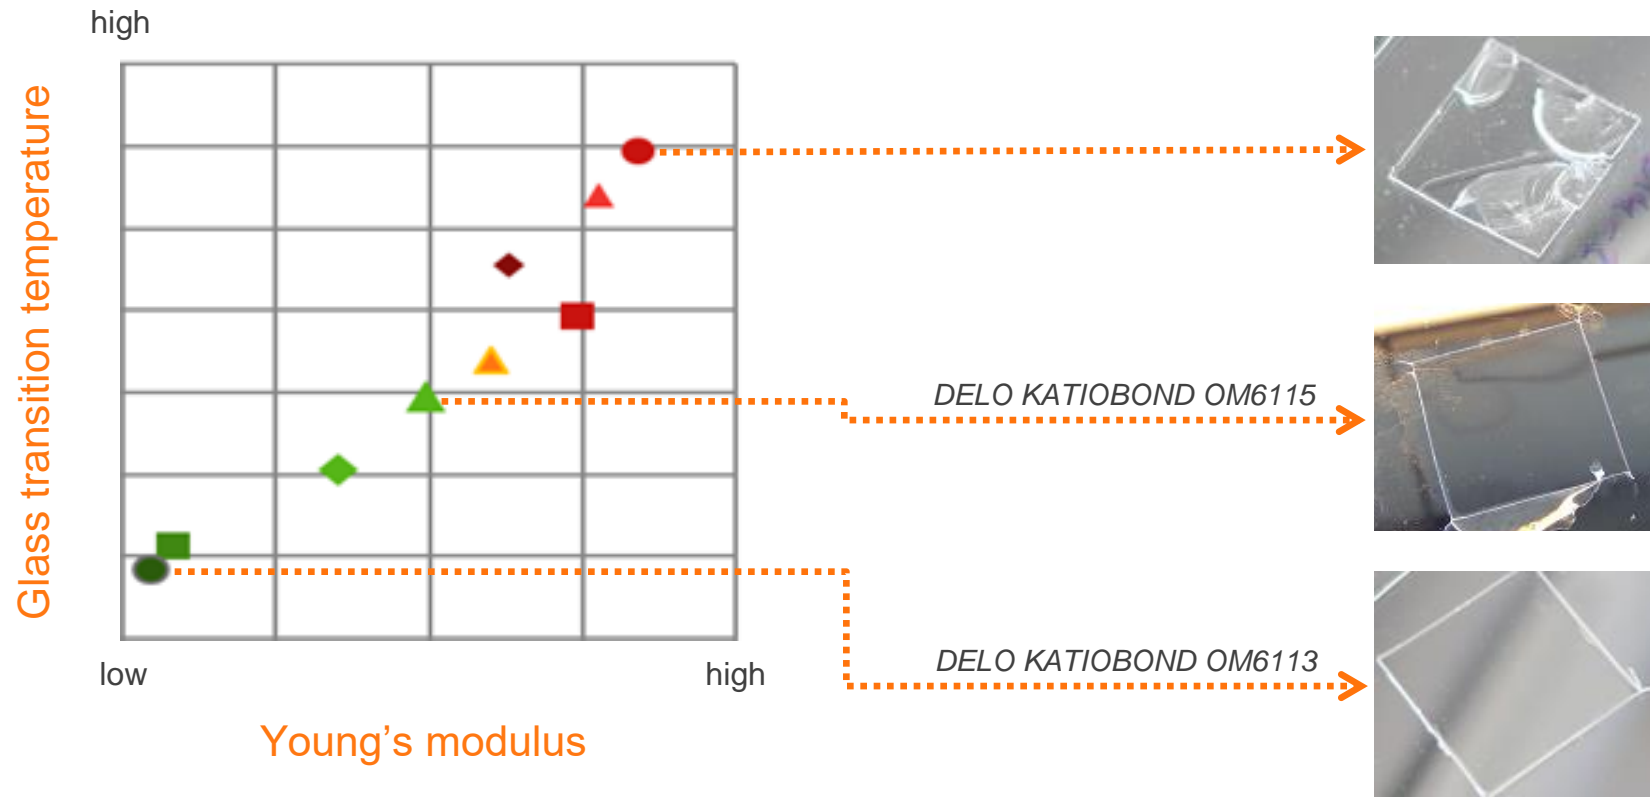 high
Glass transition temperature
DELO KATIOBOND OM6115
DELO KATIOBOND OM6113
low
high
Young’s modulus